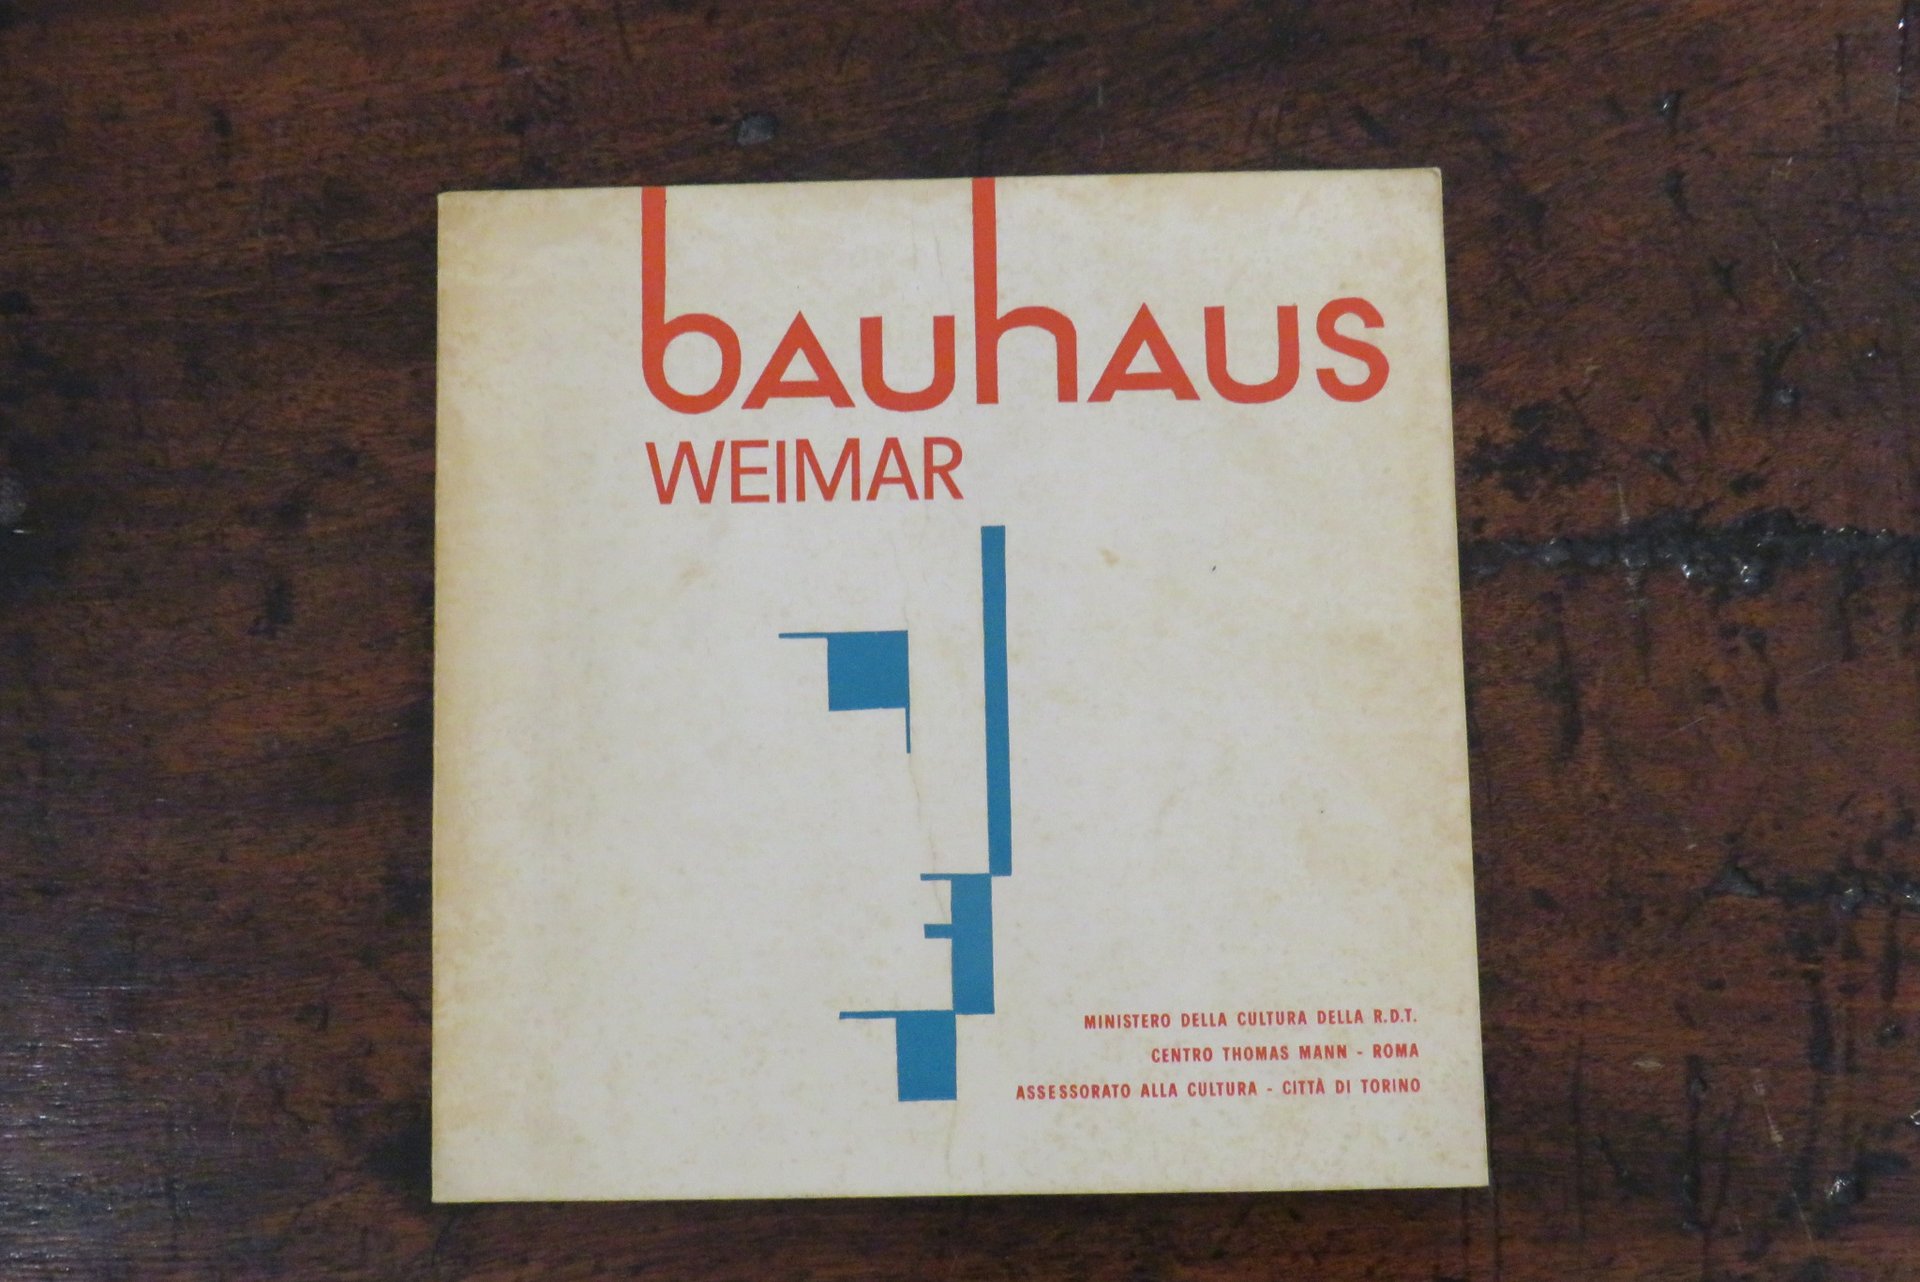 bAuhAus
WEIMAR
MINISTERO DELLA CULTURA DELLA R.D.T.
CENTRO THOMAS MANN - ROMA
ASSESSORATO ALLA CULTURA - CITTÀ DI TORINO